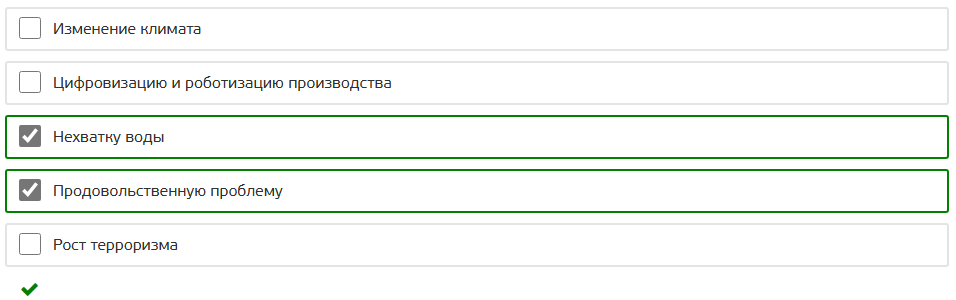 Изменение климата
Цифровизацию и роботизацию производства
Нехватку воды
Продовольственную проблему
Рост терроризма